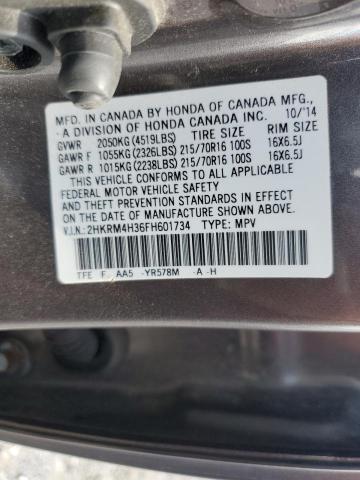 MFD. IN CANADA BY HONDA OF CANADA MFG.,
A DIVISION OF HONDA CANADA INC. 10/'14
GVWR 2050KG (4519LBS) TIRE SIZE RIM SIZE
GAWR F 1055KG (2326LBS) 215/70R16 100S 16X6.5J
GAWR R 1015KG (2238LBS) 215/70R16 100S 16X6.5J
THIS VEHICLE CONFORMS TO ALL APPLICABLE
FEDERAL MOTOR VEHICLE SAFETY
AND THEFT PREVENTION STANDARDS IN EFFECT
ON THE DATE OF MANUFACTURE SHOWN ABOVE.
V.I.N: 2HKRM4H36FH601734 TYPE: MPV
TFE F AA5 -YR578M -A -H